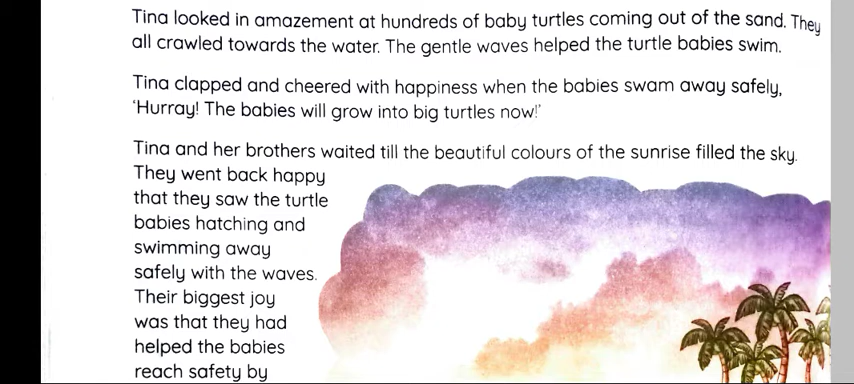 Tina looked in amazement at hundreds of baby turtles coming out of the sand. They
all crawled towards the water. The gentle waves helped the turtle babies swim.
Tina clapped and cheered with happiness when the babies swam away safely,
‘Hurray! The babies will grow into big turtles now!’
Tina and her brothers waited till the beautiful colours of the sunrise filled the sky.
They went back happy
that they saw the turtle
babies hatching and
swimming away
safely with the waves.
Their biggest joy
was that they had
helped the babies
reach safety by